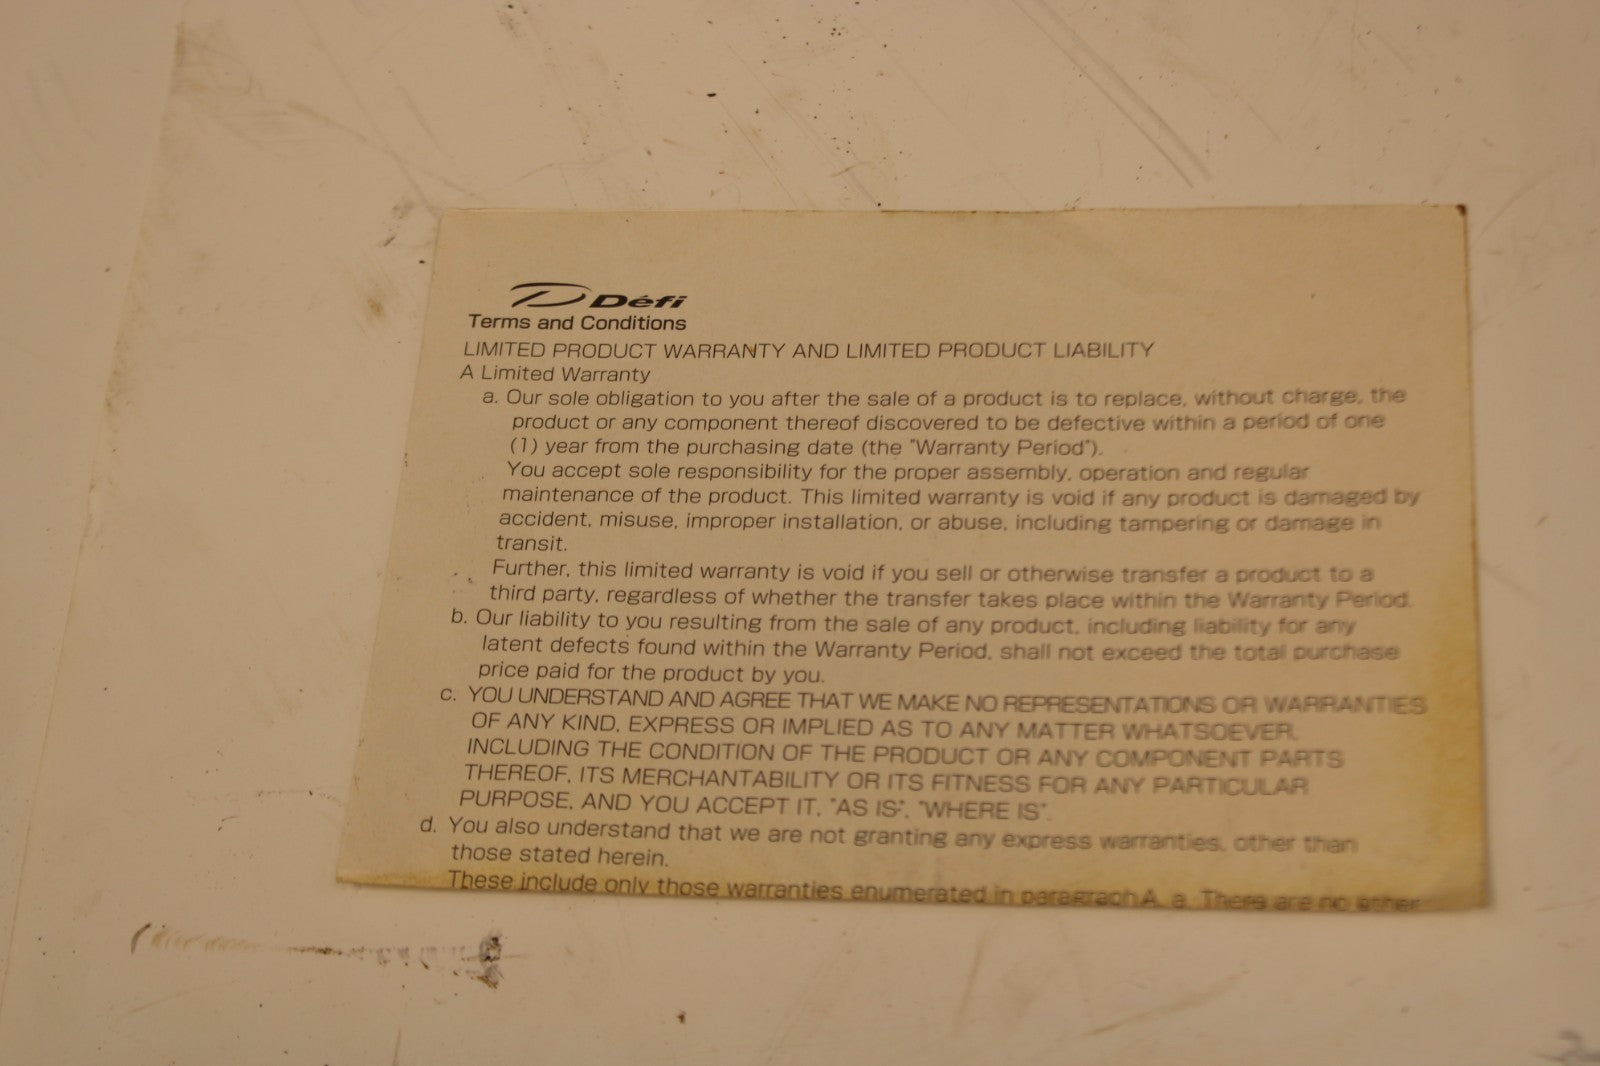 Défi
Terms and Conditions
LIMITED PRODUCT WARRANTY AND LIMITED PRODUCT LIABILITY
A Limited Warranty
a. Our sole obligation to you after the sale of a product is to replace, without charge, the
product or any component thereof discovered to be defective within a period of one
(1) year from the purchasing date (the "Warranty Period").
You accept sole responsibility for the proper assembly, operation and regular
maintenance of the product. This limited warranty is void if any product is damaged by
accident, misuse, improper installation, or abuse, including tampering or damage in
transit.
Further, this limited warranty is void if you sell or otherwise transfer a product to a
third party, regardless of whether the transfer takes place within the Warranty Period.
b. Our liability to you resulting from the sale of any product, including liability for any
latent defects found within the Warranty Period, shall not exceed the total purchase
price paid for the product by you.
c. YOU UNDERSTAND AND AGREE THAT WE MAKE NO REPRESENTATIONS OR WARRANTIES
OF ANY KIND, EXPRESS OR IMPLIED AS TO ANY MATTER WHATSOEVER,
INCLUDING THE CONDITION OF THE PRODUCT OR ANY COMPONENT PARTS
THEREOF, ITS MERCHANTABILITY OR ITS FITNESS FOR ANY PARTICULAR
PURPOSE, AND YOU ACCEPT IT, "AS IS", "WHERE IS".
d. You also understand that we are not granting any express warranties, other than
those stated herein.
These include only those warranties enumerated in paragraph A. a. There are no other